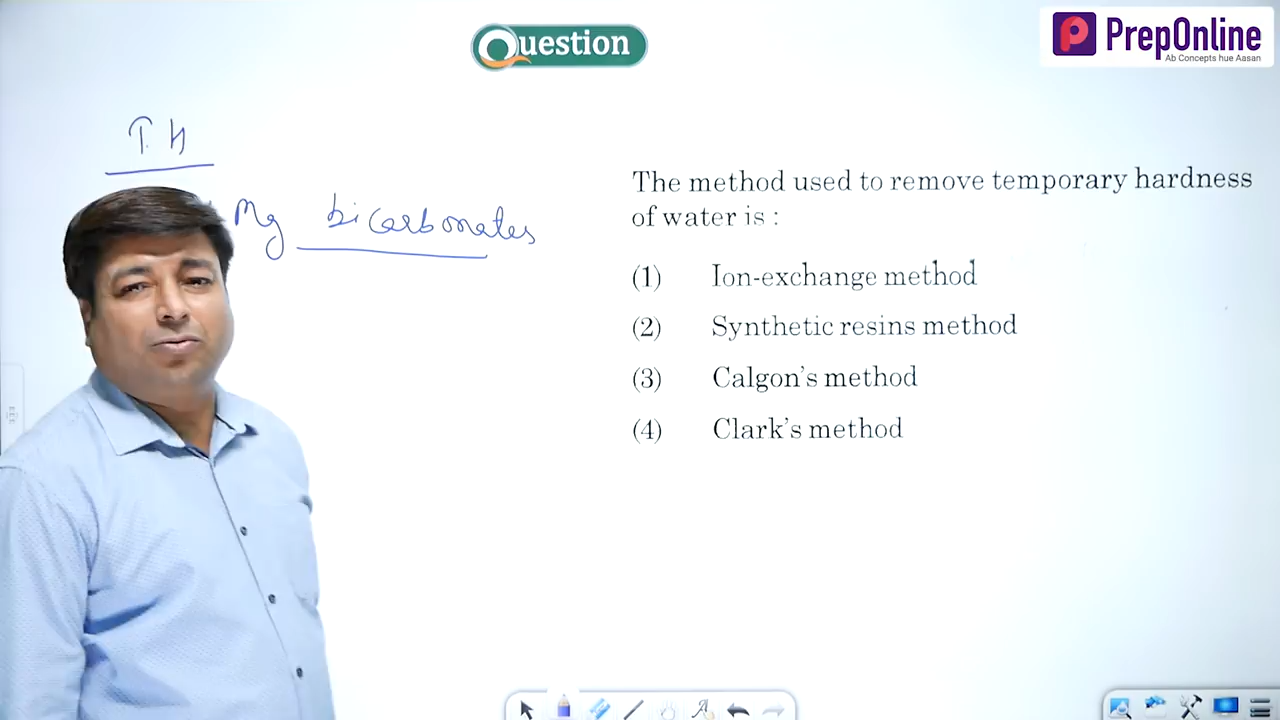 Question
PrepOnline
Ab Concepts hue Aasan
T.H
Mg bicarbonates
The method used to remove temporary hardness
of water is :
(1) Ion-exchange method
(2) Synthetic resins method
(3) Calgon's method
(4) Clark's method